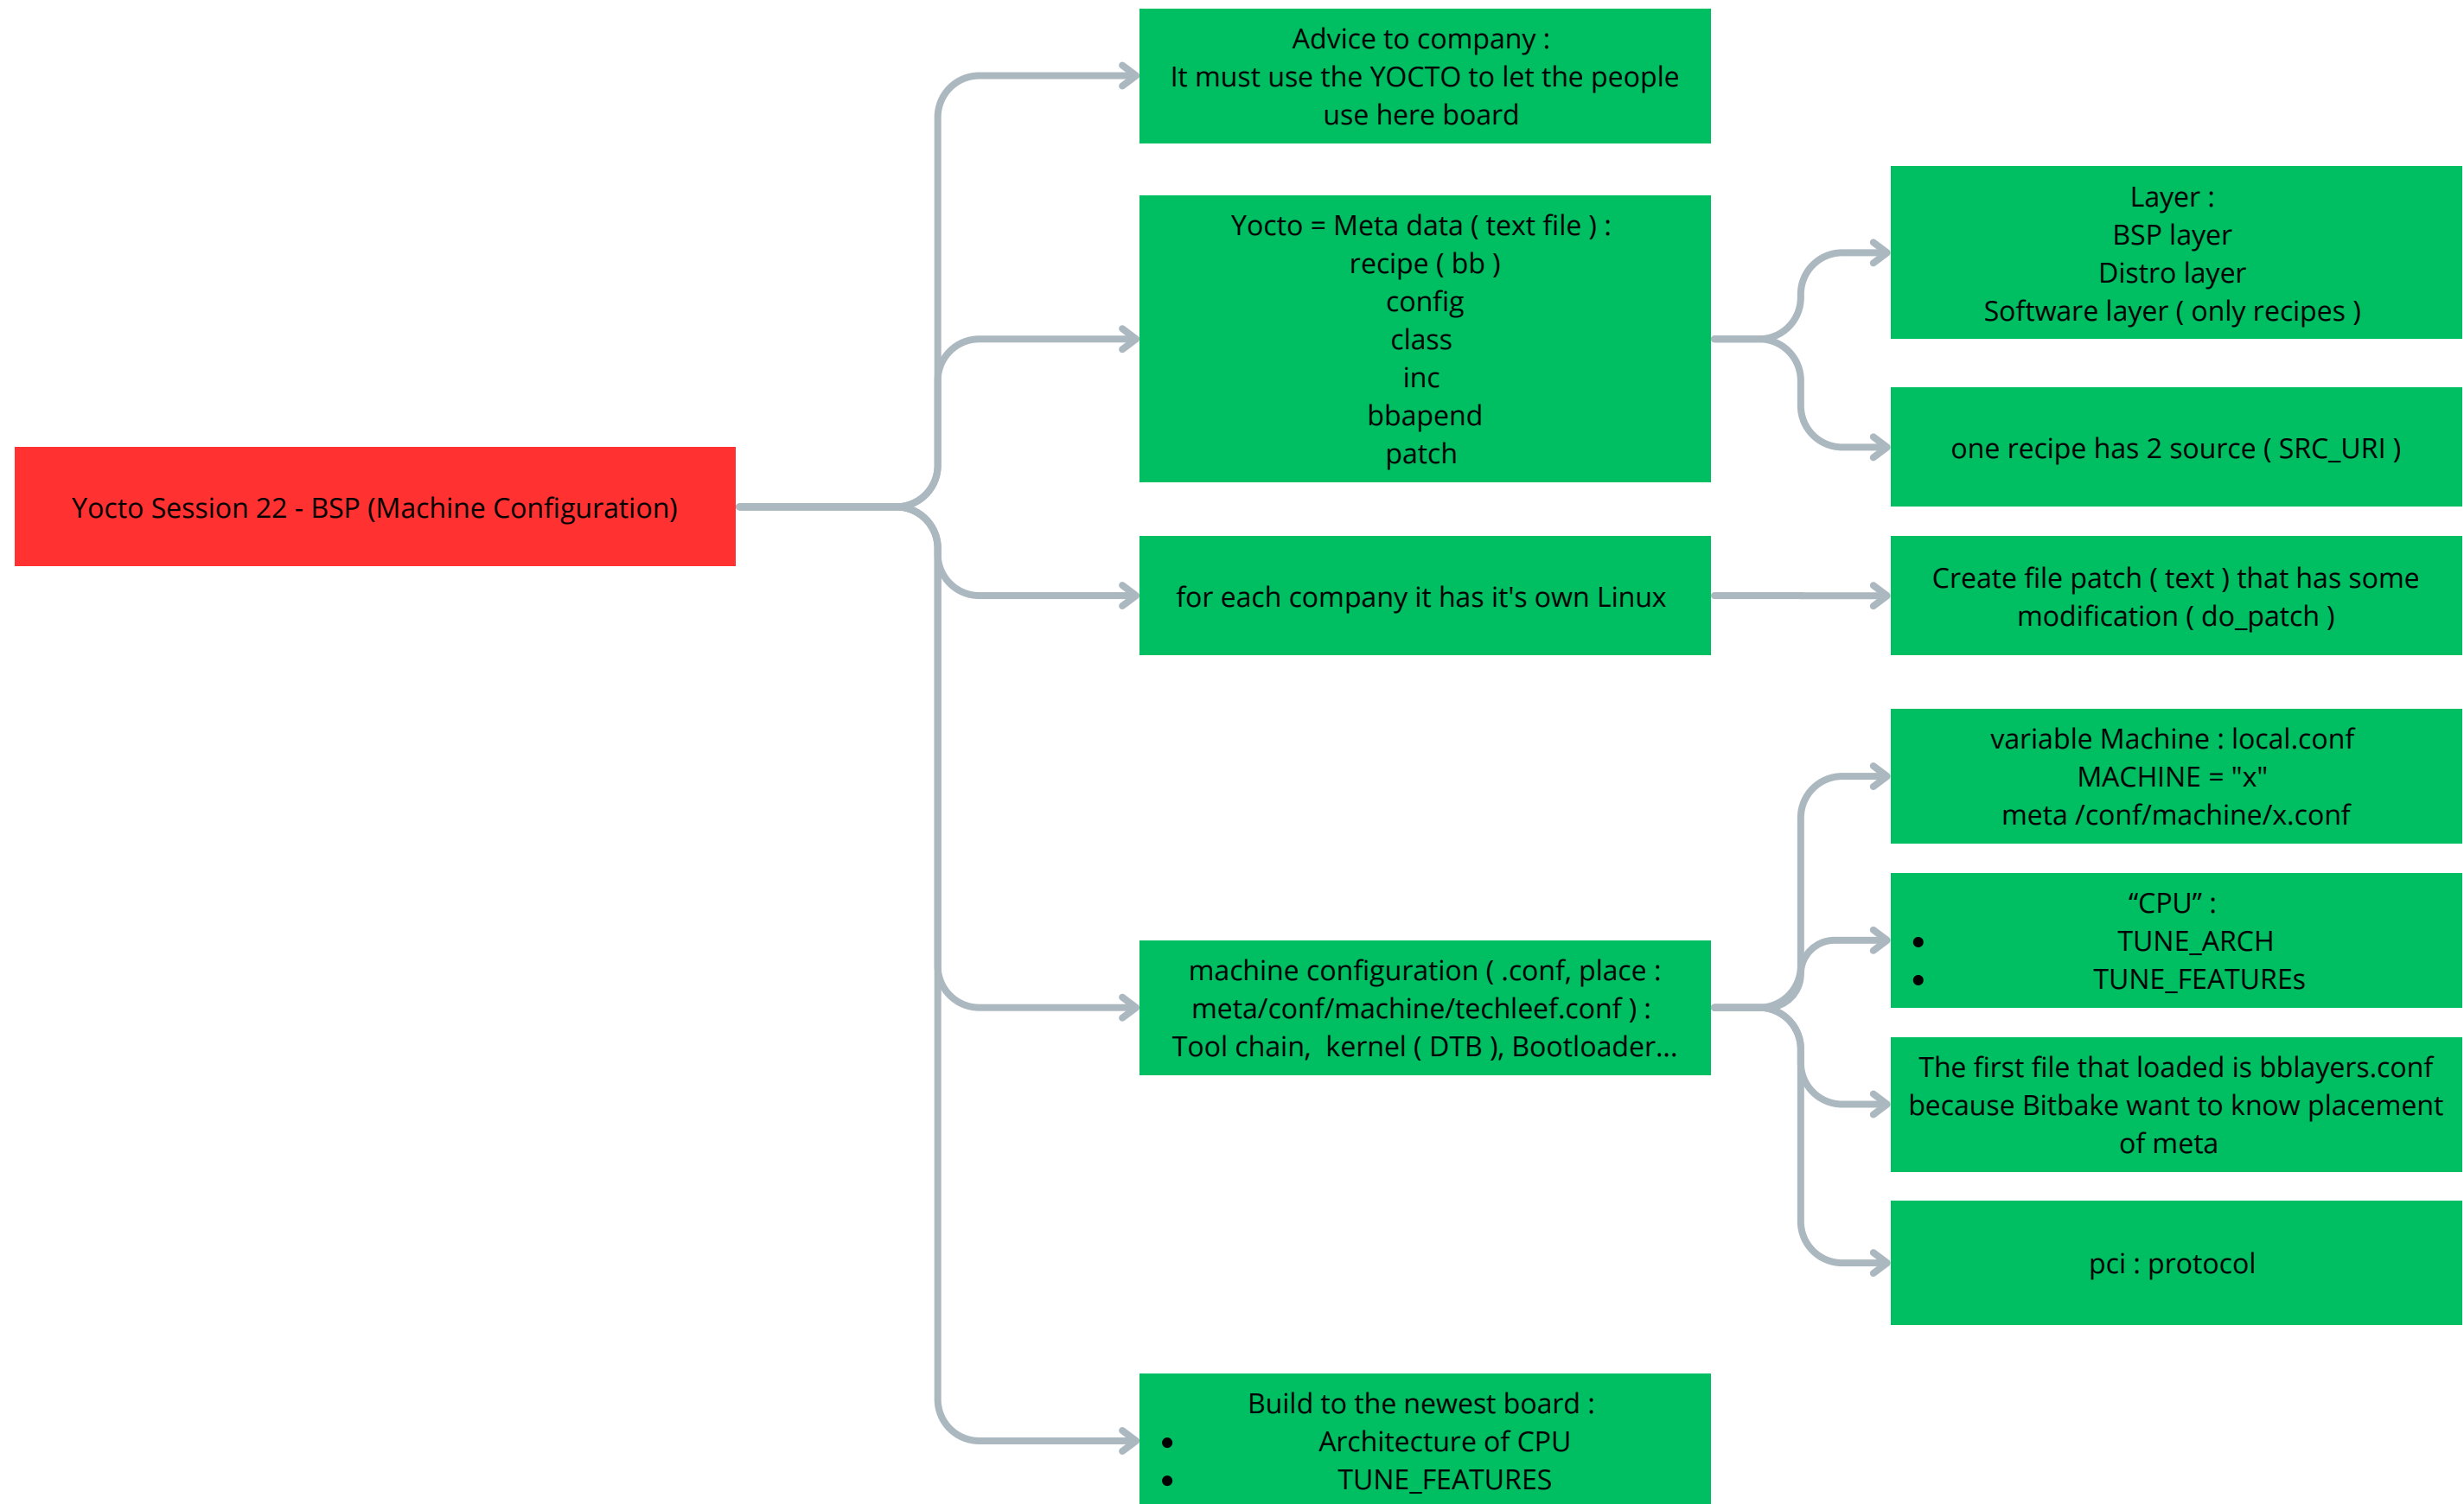 Yocto Session 22 - BSP (Machine Configuration)
Advice to company :
It must use the YOCTO to let the people
use here board
Yocto = Meta data ( text file ) :
recipe ( bb )
config
class
inc
bbapend
patch
Layer :
BSP layer
Distro layer
Software layer ( only recipes )
one recipe has 2 source ( SRC_URI )
for each company it has it's own Linux
Create file patch ( text ) that has some
modification ( do_patch )
machine configuration ( .conf, place :
meta/conf/machine/techleef.conf ) :
Tool chain,  kernel ( DTB ), Bootloader...
variable Machine : local.conf
MACHINE = "x"
meta /conf/machine/x.conf
“CPU” :
• TUNE_ARCH
• TUNE_FEATUREs
The first file that loaded is bblayers.conf
because Bitbake want to know placement
of meta
pci : protocol
Build to the newest board :
• Architecture of CPU
• TUNE_FEATURES